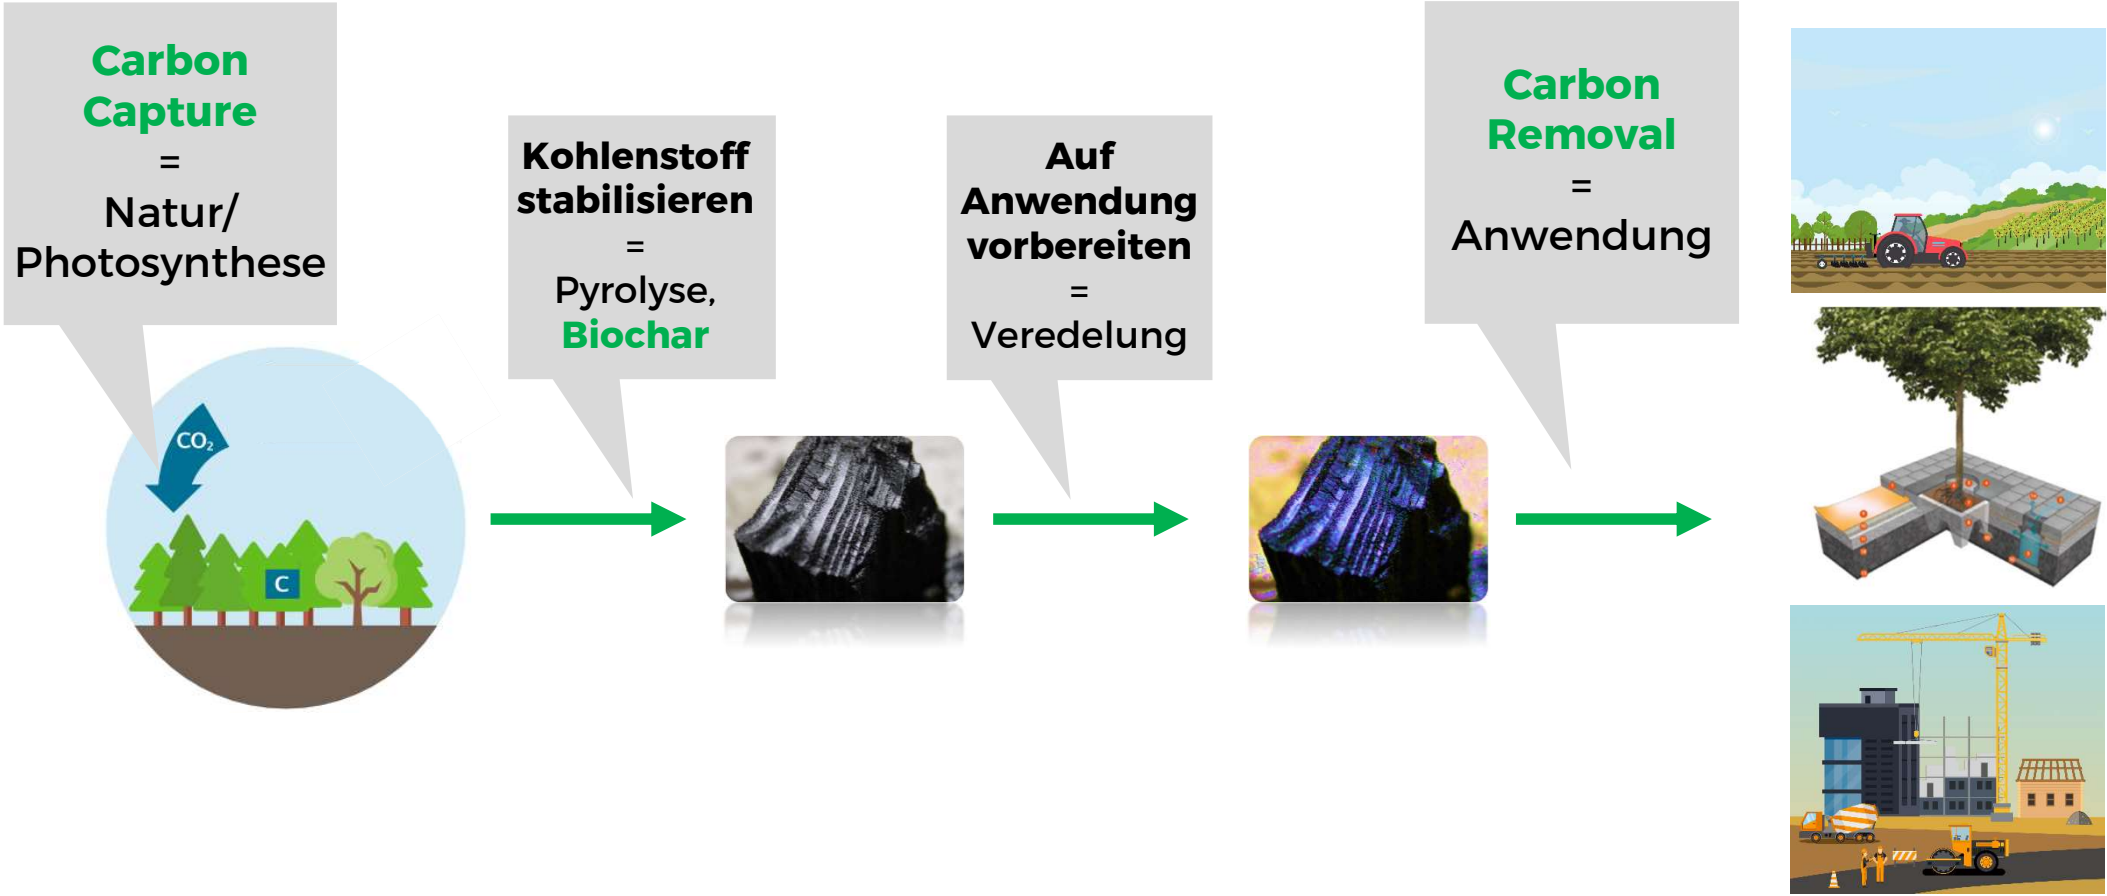 Carbon
Capture
=
Natur/
Photosynthese
Kohlenstoff
stabilisieren
=
Pyrolyse,
Biochar
Auf
Anwendung
vorbereiten
=
Veredelung
Carbon
Removal
=
Anwendung
CO₂
C